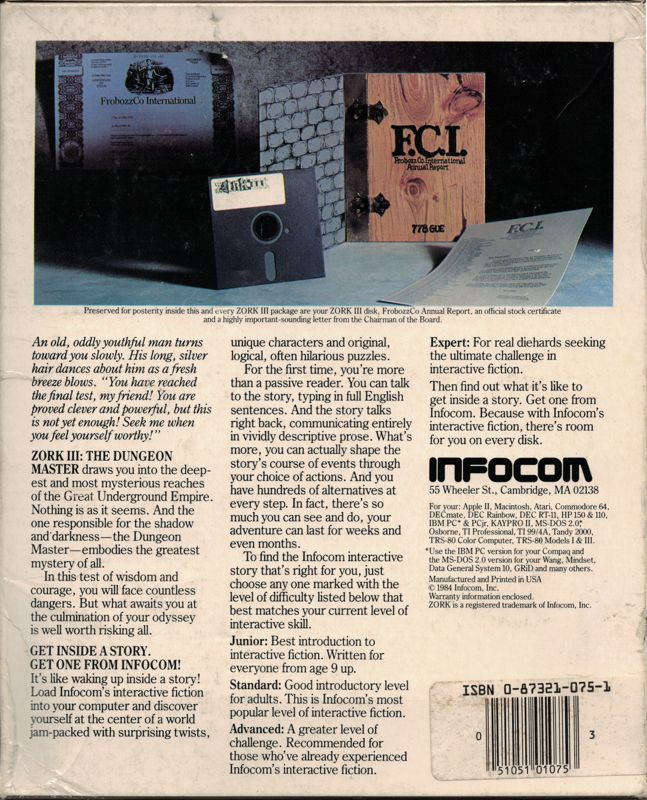 FrobozzCo International
F.C.I.
FrobozzCo International
Annual Report
778 GUE
Zork III
F.C.I.
Preserved for posterity inside this and every ZORK III package are your ZORK III disk, FrobozzCo Annual Report, an official stock certificate
and a highly important-sounding letter from the Chairman of the Board.
An old, oddly youthful man turns
toward you slowly. His long, silver
hair dances about him as a fresh
breeze blows. "You have reached
the final test, my friend! You are
proved clever and powerful, but this
is not yet enough! Seek me when
you feel yourself worthy!"
ZORK III: THE DUNGEON
MASTER draws you into the deep-
est and most mysterious reaches
of the Great Underground Empire.
Nothing is as it seems. And the
one responsible for the shadow
and darkness—the Dungeon
Master—embodies the greatest
mystery of all.
In this test of wisdom and
courage, you will face countless
dangers. But what awaits you at
the culmination of your odyssey
is well worth risking all.
GET INSIDE A STORY.
GET ONE FROM INFOCOM!
It's like waking up inside a story!
Load Infocom's interactive fiction
into your computer and discover
yourself at the center of a world
jam-packed with surprising twists,
unique characters and original,
logical, often hilarious puzzles.
For the first time, you're more
than a passive reader. You can talk
to the story, typing in full English
sentences. And the story talks
right back, communicating entirely
in vividly descriptive prose. What's
more, you can actually shape the
story's course of events through
your choice of actions. And you
have hundreds of alternatives at
every step. In fact, there's so
much you can see and do, your
adventure can last for weeks and
even months.
To find the Infocom interactive
story that's right for you, just
choose any one marked with the
level of difficulty listed below that
best matches your current level of
interactive skill.
Junior: Best introduction to
interactive fiction. Written for
everyone from age 9 up.
Standard: Good introductory level
for adults. This is Infocom's most
popular level of interactive fiction.
Advanced: A greater level of
challenge. Recommended for
those who've already experienced
Infocom's interactive fiction.
Expert: For real diehards seeking
the ultimate challenge in
interactive fiction.
Then find out what it's like to
get inside a story. Get one from
Infocom. Because with Infocom's
interactive fiction, there's room
for you on every disk.
INFOCOM
55 Wheeler St., Cambridge, MA 02138
For your: Apple II, Macintosh, Atari, Commodore 64,
DECmate, DEC Rainbow, DEC RT-11, HP 150 & 110,
IBM PC* & PCjr, KAYPRO II, MS-DOS 2.0,*
Osborne, TI Professional, TI 99/4A, Tandy 2000,
TRS-80 Color Computer, TRS-80 Models I & III.
*Use the IBM PC version for your Compaq and
the MS-DOS 2.0 version for your Wang, Mindset,
Data General System 10, GRiD and many others.
Manufactured and Printed in USA
© 1984 Infocom, Inc.
Warranty information enclosed.
ZORK is a registered trademark of Infocom, Inc.
ISBN 0-87321-075-1
0 51051 01075 3